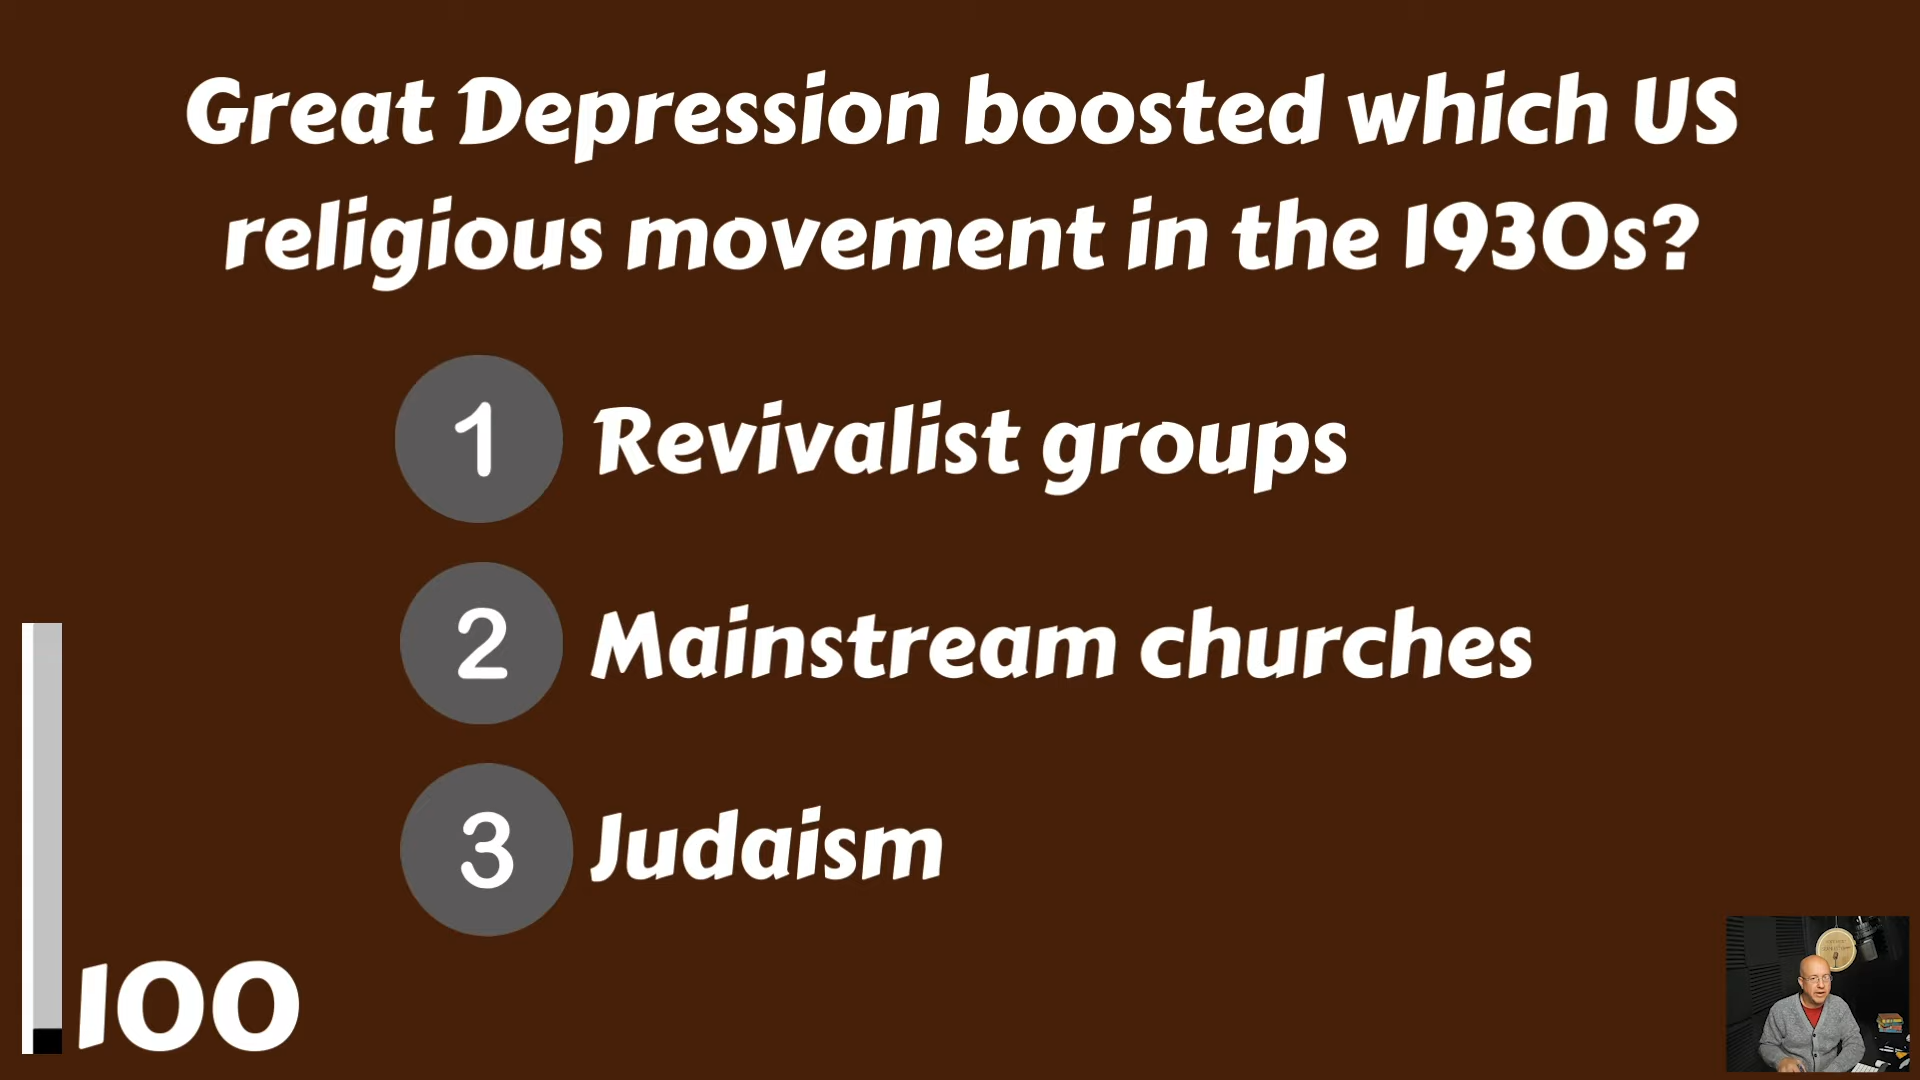 Great Depression boosted which US
religious movement in the 1930s?
1 Revivalist groups
2 Mainstream churches
3 Judaism
100